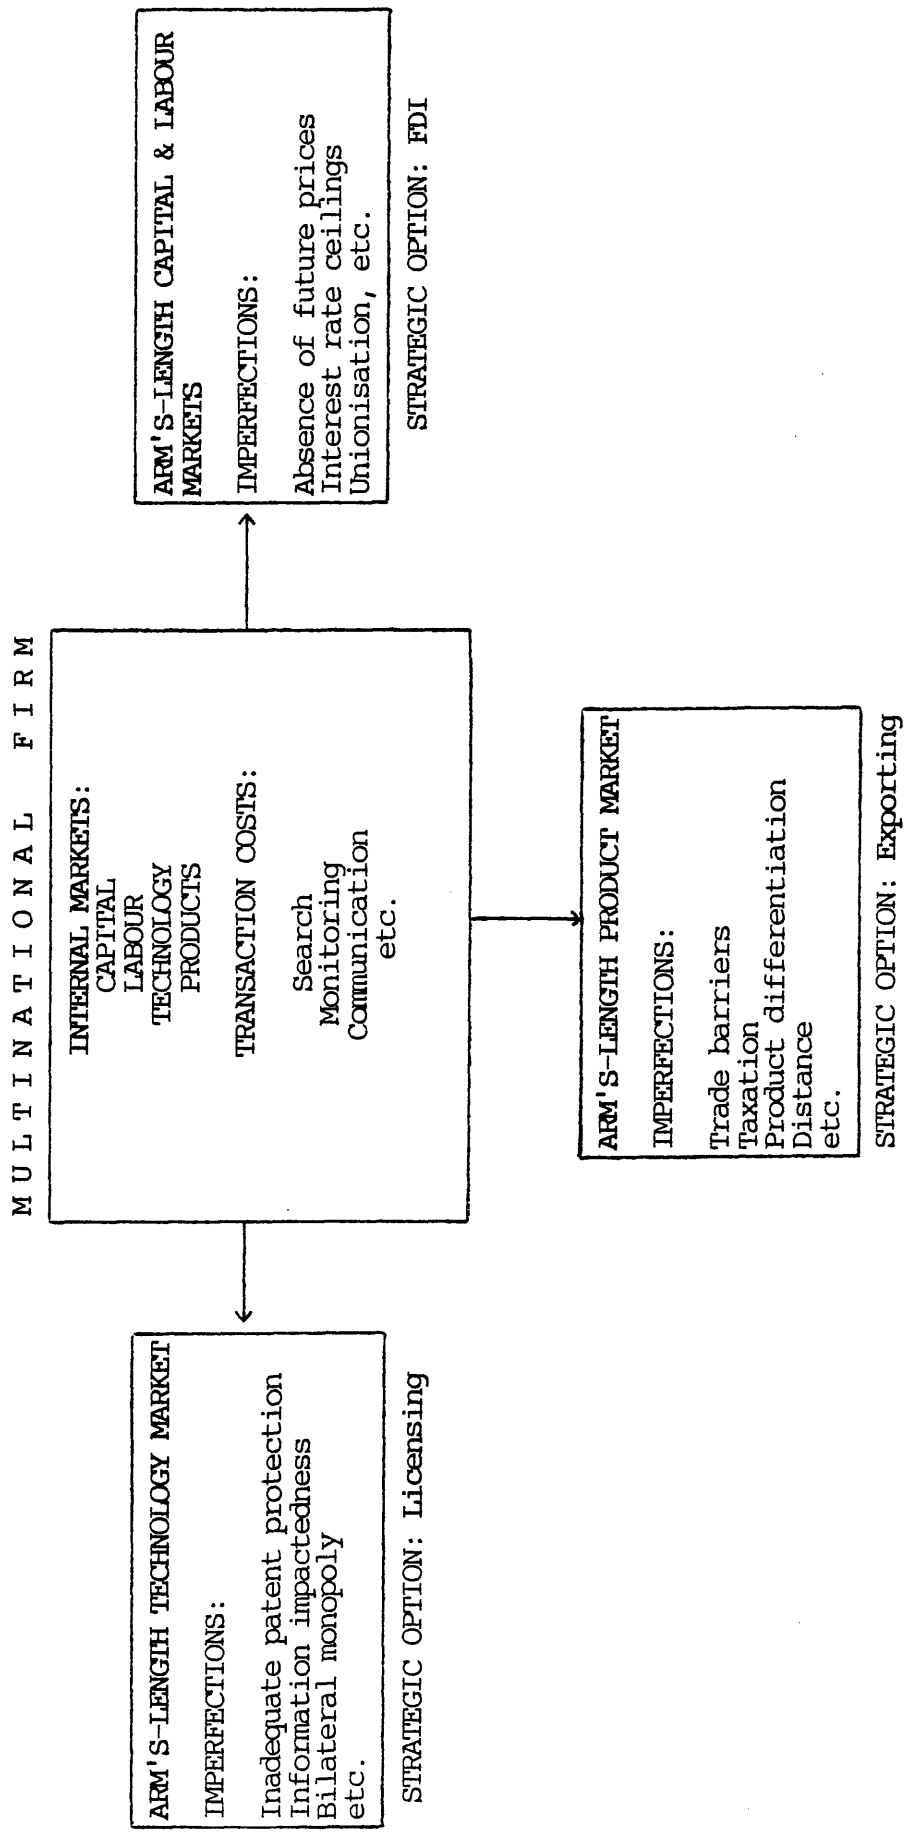 MULTINATIONAL FIRM
ARM'S-LENGTH TECHNOLOGY MARKET
IMPERFECTIONS:
Inadequate patent protection
Information impactedness
Bilateral monopoly
etc.
STRATEGIC OPTION: Licensing
INTERNAL MARKETS:
CAPITAL
LABOUR
TECHNOLOGY
PRODUCTS
TRANSACTION COSTS:
Search
Monitoring
Communication
etc.
ARM'S-LENGTH CAPITAL & LABOUR
MARKETS
IMPERFECTIONS:
Absence of future prices
Interest rate ceilings
Unionisation, etc.
STRATEGIC OPTION: FDI
ARM'S-LENGTH PRODUCT MARKET
IMPERFECTIONS:
Trade barriers
Taxation
Product differentiation
Distance
etc.
STRATEGIC OPTION: Exporting